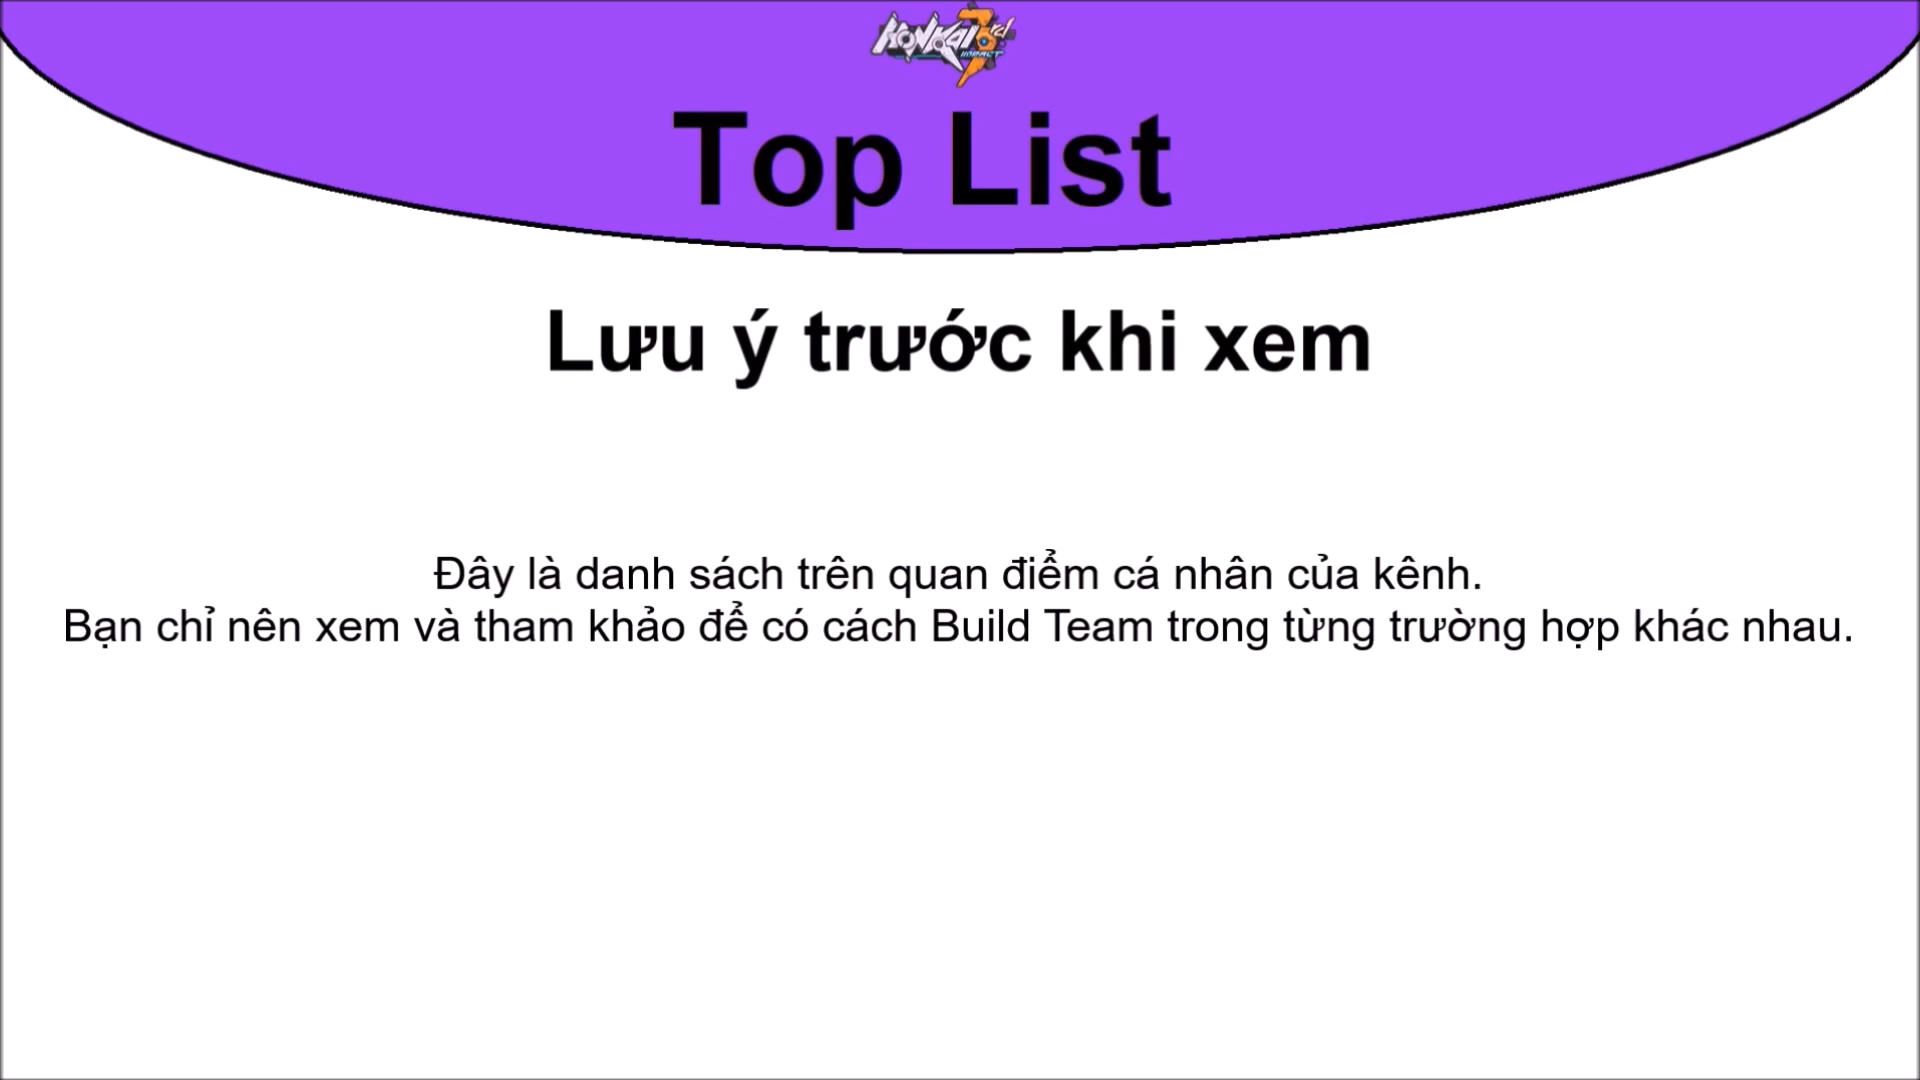 HONKAI 3rd
IMPACT
Top List
Lưu ý trước khi xem
Đây là danh sách trên quan điểm cá nhân của kênh.
Bạn chỉ nên xem và tham khảo để có cách Build Team trong từng trường hợp khác nhau.